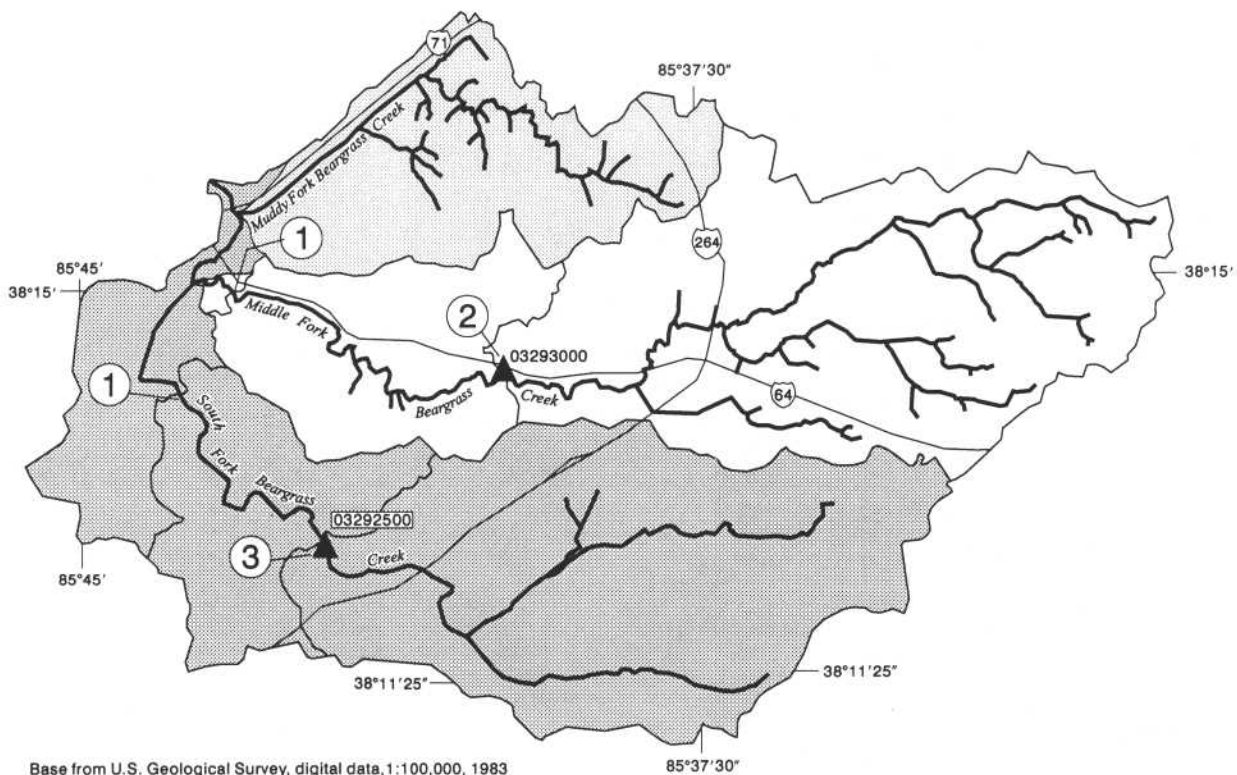 71
85°37'30"
Muddy Fork Beargrass Creek
1
264
85°45'
38°15'
38°15'
Middle Fork
2
03293000
Beargrass Creek
1
64
South Fork Beargrass
03292500
3
Creek
85°45'
38°11'25"
38°11'25"
85°37'30"
Base from U.S. Geological Survey, digital data,1:100,000, 1983